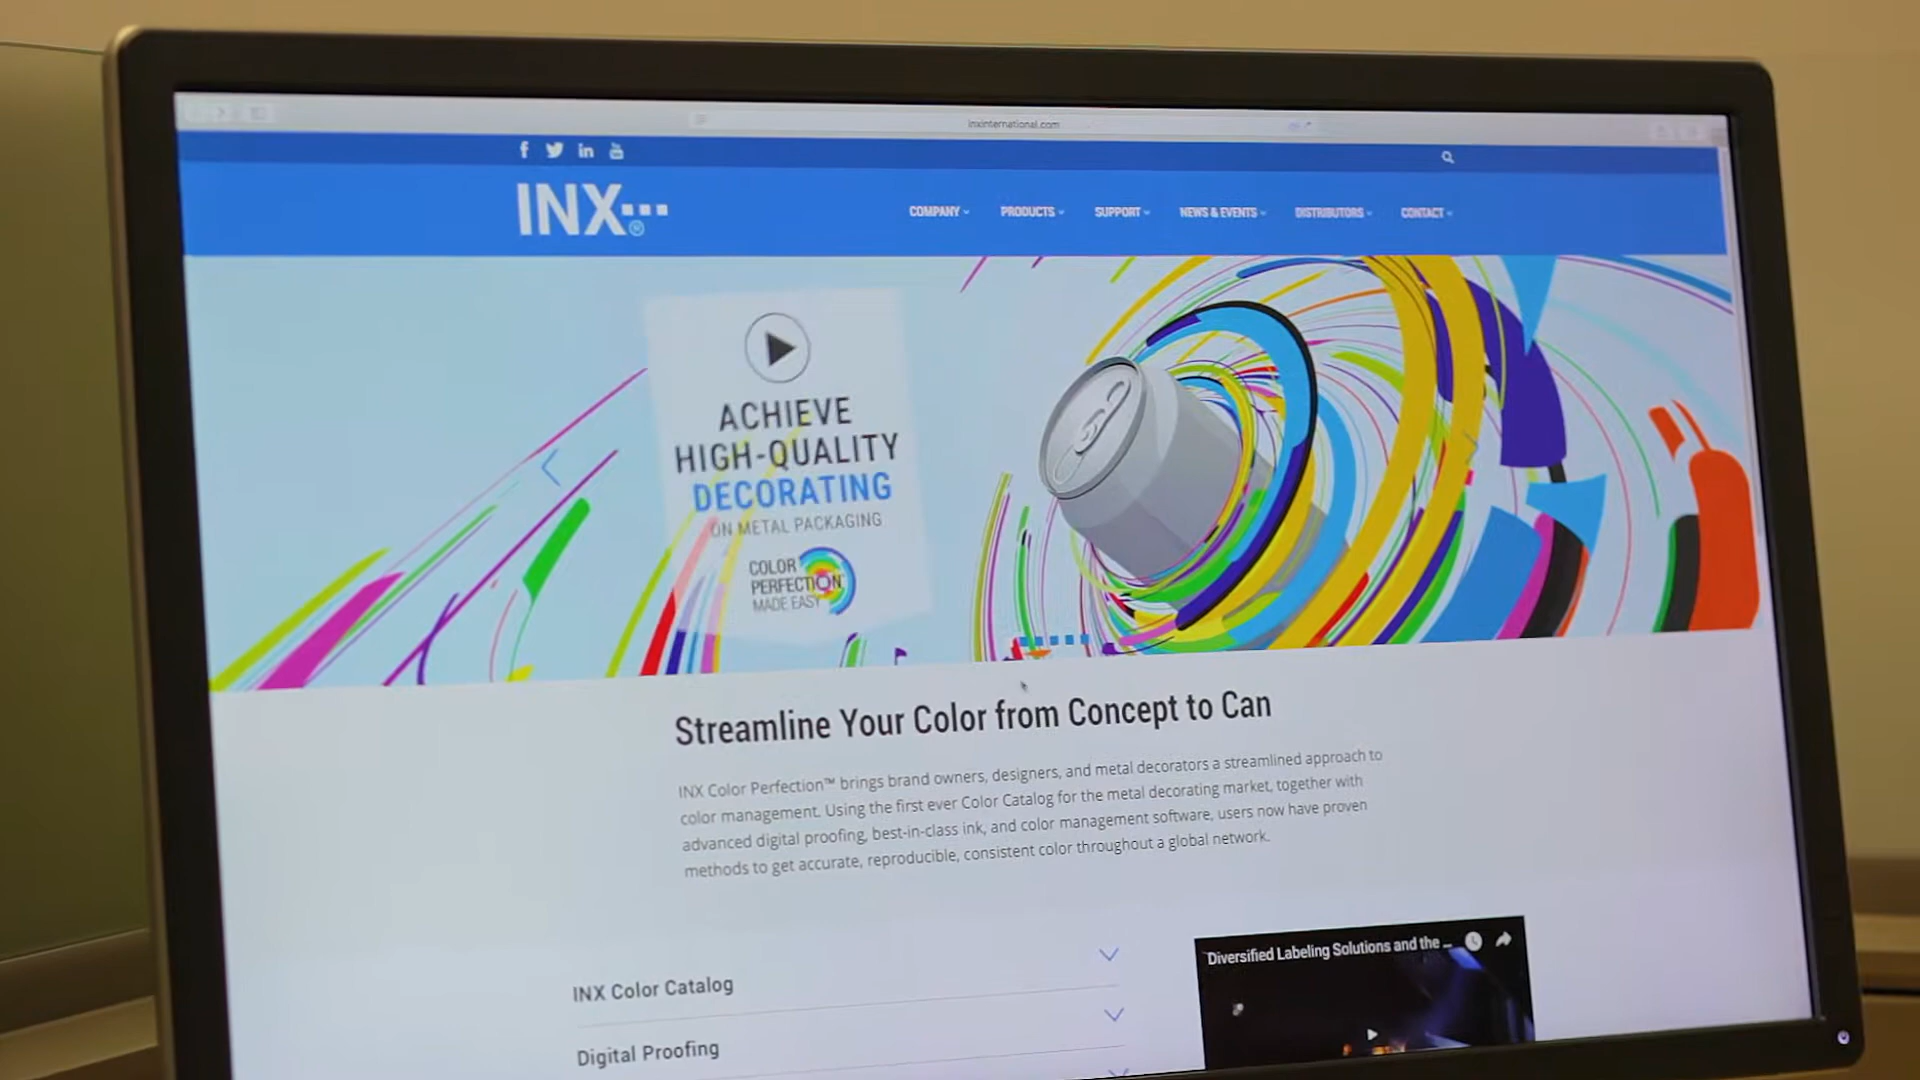 inxinternational.com
INX
COMPANY PRODUCTS SUPPORT NEWS & EVENTS DISTRIBUTORS CONTACT
ACHIEVE
HIGH-QUALITY
DECORATING
ON METAL PACKAGING
COLOR
PERFECTION
MADE EASY
Streamline Your Color from Concept to Can
INX Color Perfection™ brings brand owners, designers, and metal decorators a streamlined approach to
color management. Using the first ever Color Catalog for the metal decorating market, together with
advanced digital proofing, best-in-class ink, and color management software, users now have proven
methods to get accurate, reproducible, consistent color throughout a global network.
INX Color Catalog
Digital Proofing
Diversified Labeling Solutions and the ...